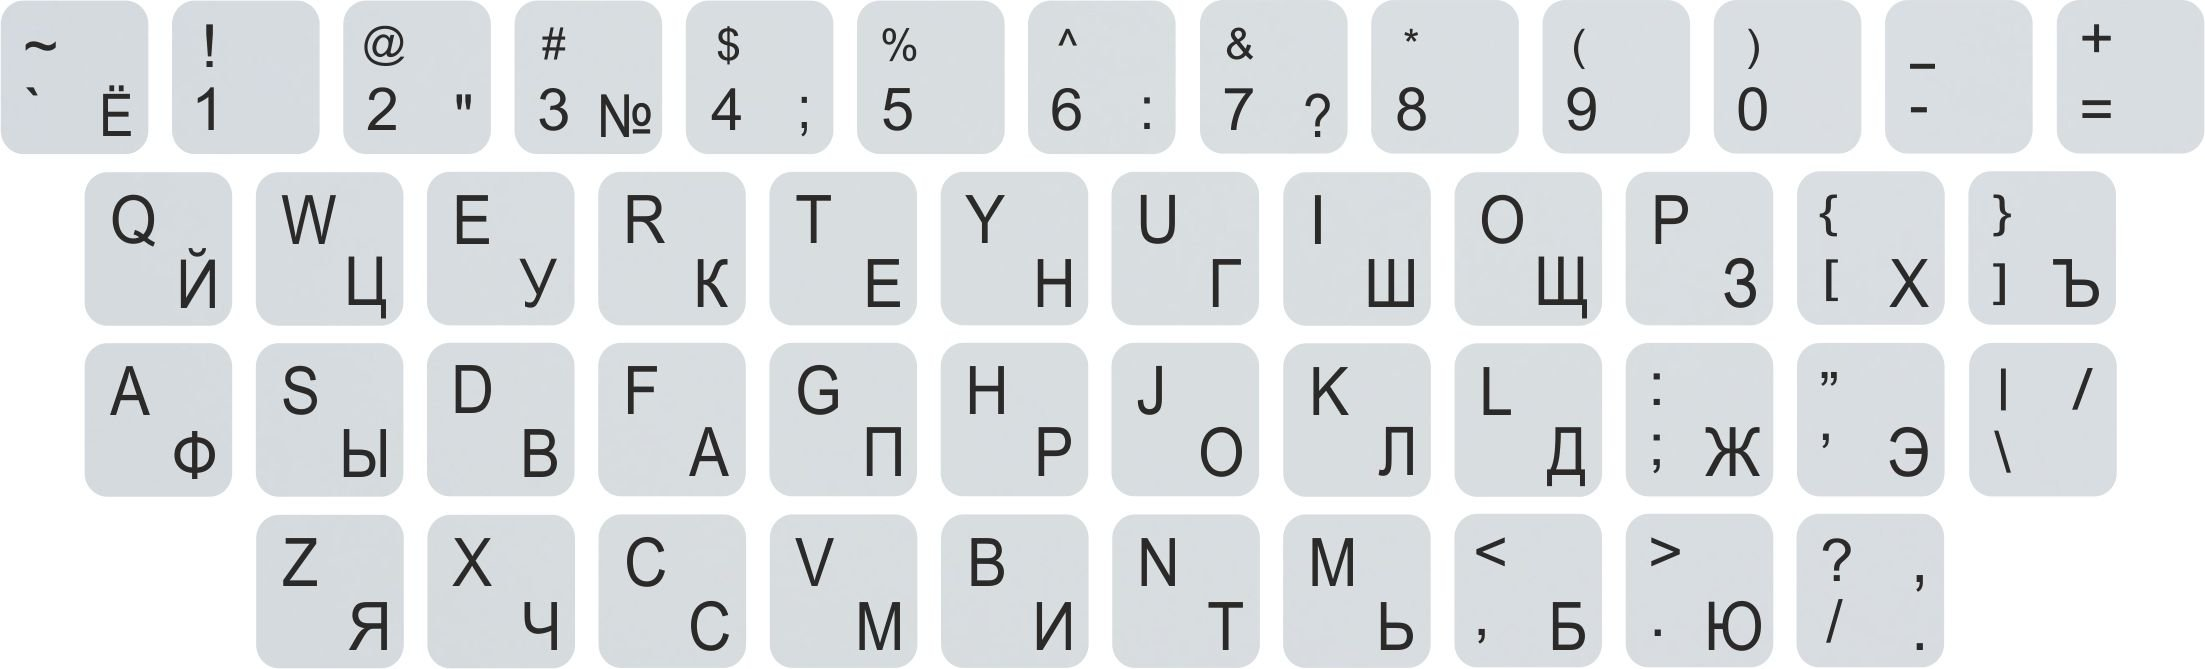 ~ ! @ # $ % ^ & * ( ) _ +
` Ё 1 2 " 3 № 4 ; 5 6 : 7 ? 8 9 0 - =
Q W E R T Y U I O P { }
Й Ц У К Е Н Г Ш Щ З [ Х ] Ъ
A S D F G H J K L : ” | /
Ф Ы В А П Р О Л Д ; Ж ’ Э \
Z X C V B N M < > ? ,
Я Ч С М И Т Ь , Б . Ю / .